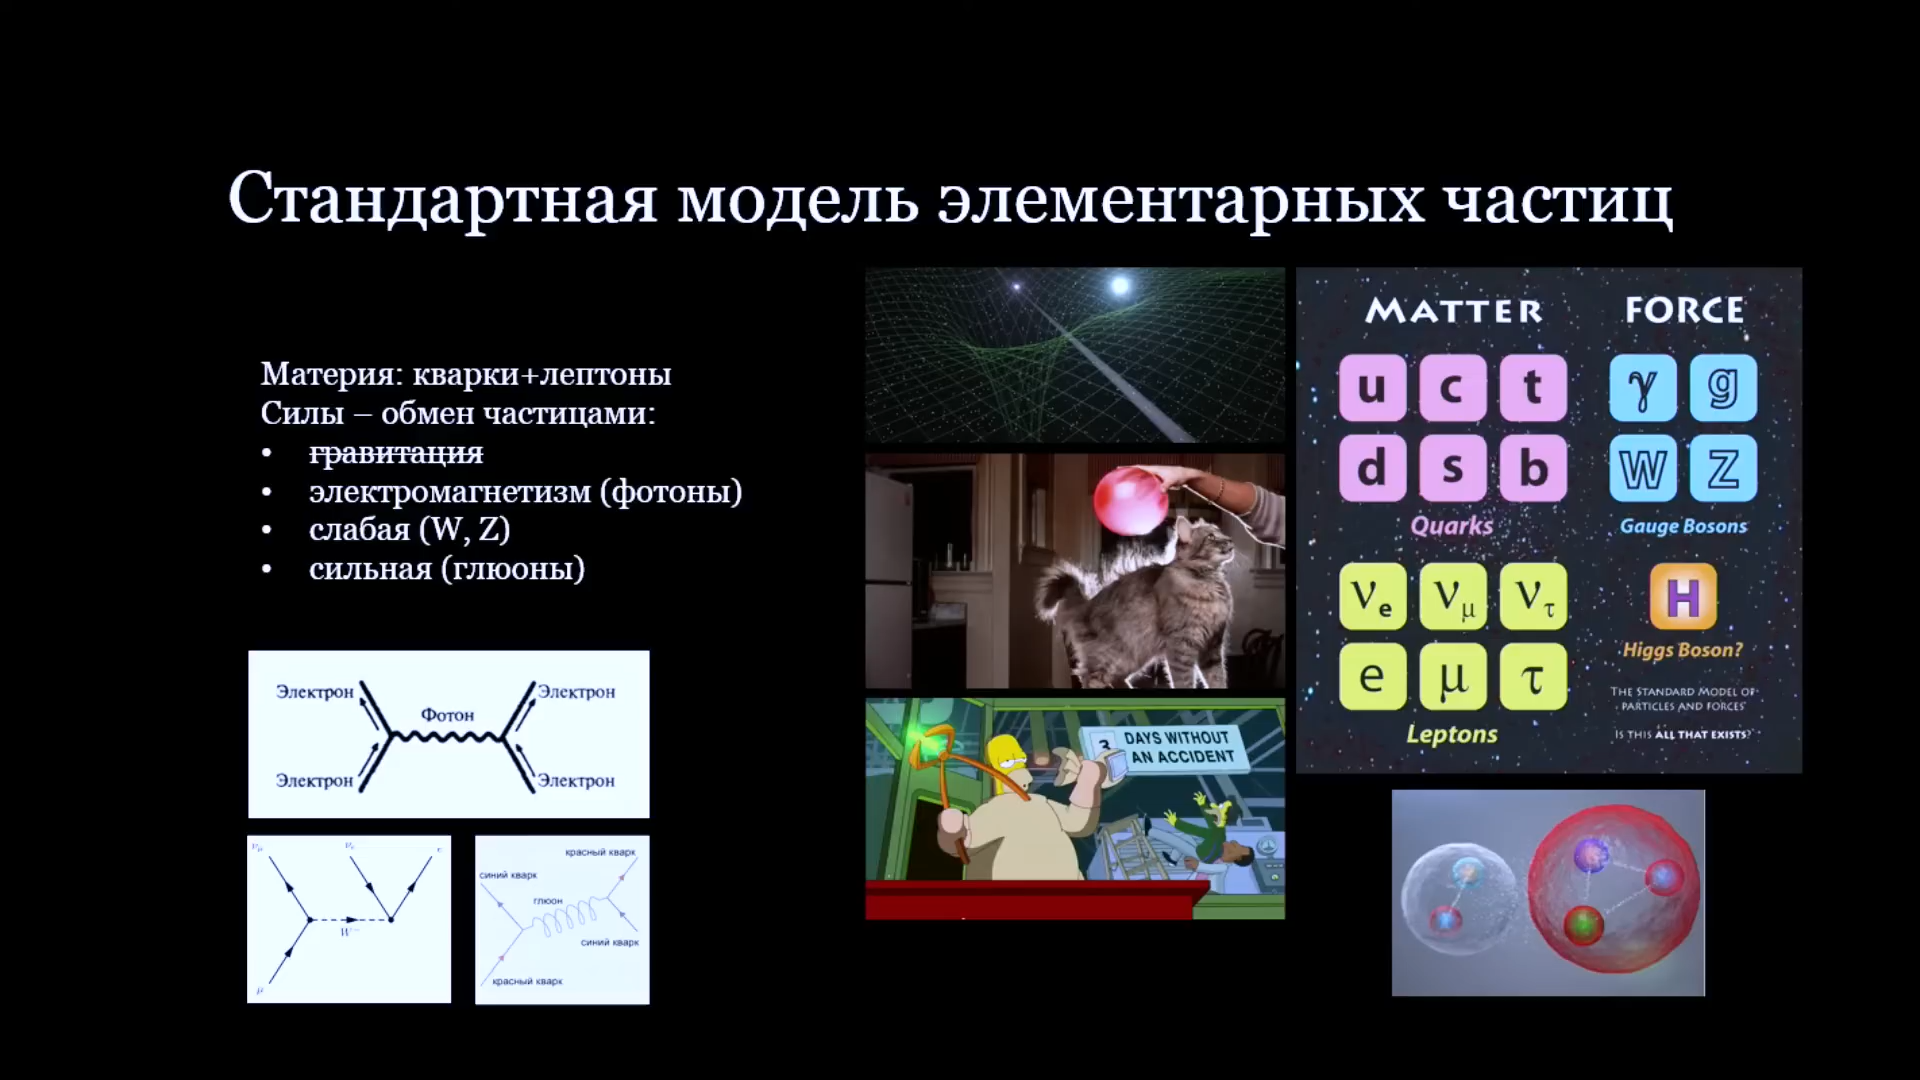 Стандартная модель элементарных частиц
Материя: кварки+лептоны
Силы – обмен частицами:
• гравитация
• электромагнетизм (фотоны)
• слабая (W, Z)
• сильная (глюоны)
Электрон
Электрон
Фотон
Электрон
Электрон
νμ
νe
e
W−
μ
красный кварк
синий кварк
глюон
синий кварк
красный кварк
3 DAYS WITHOUT
AN ACCIDENT
MATTER
FORCE
u c t
γ g
d s b
W Z
Quarks
Gauge Bosons
νe νμ ντ
H
Higgs Boson?
e μ τ
Leptons
THE STANDARD MODEL OF
PARTICLES AND FORCES
IS THIS ALL THAT EXISTS?